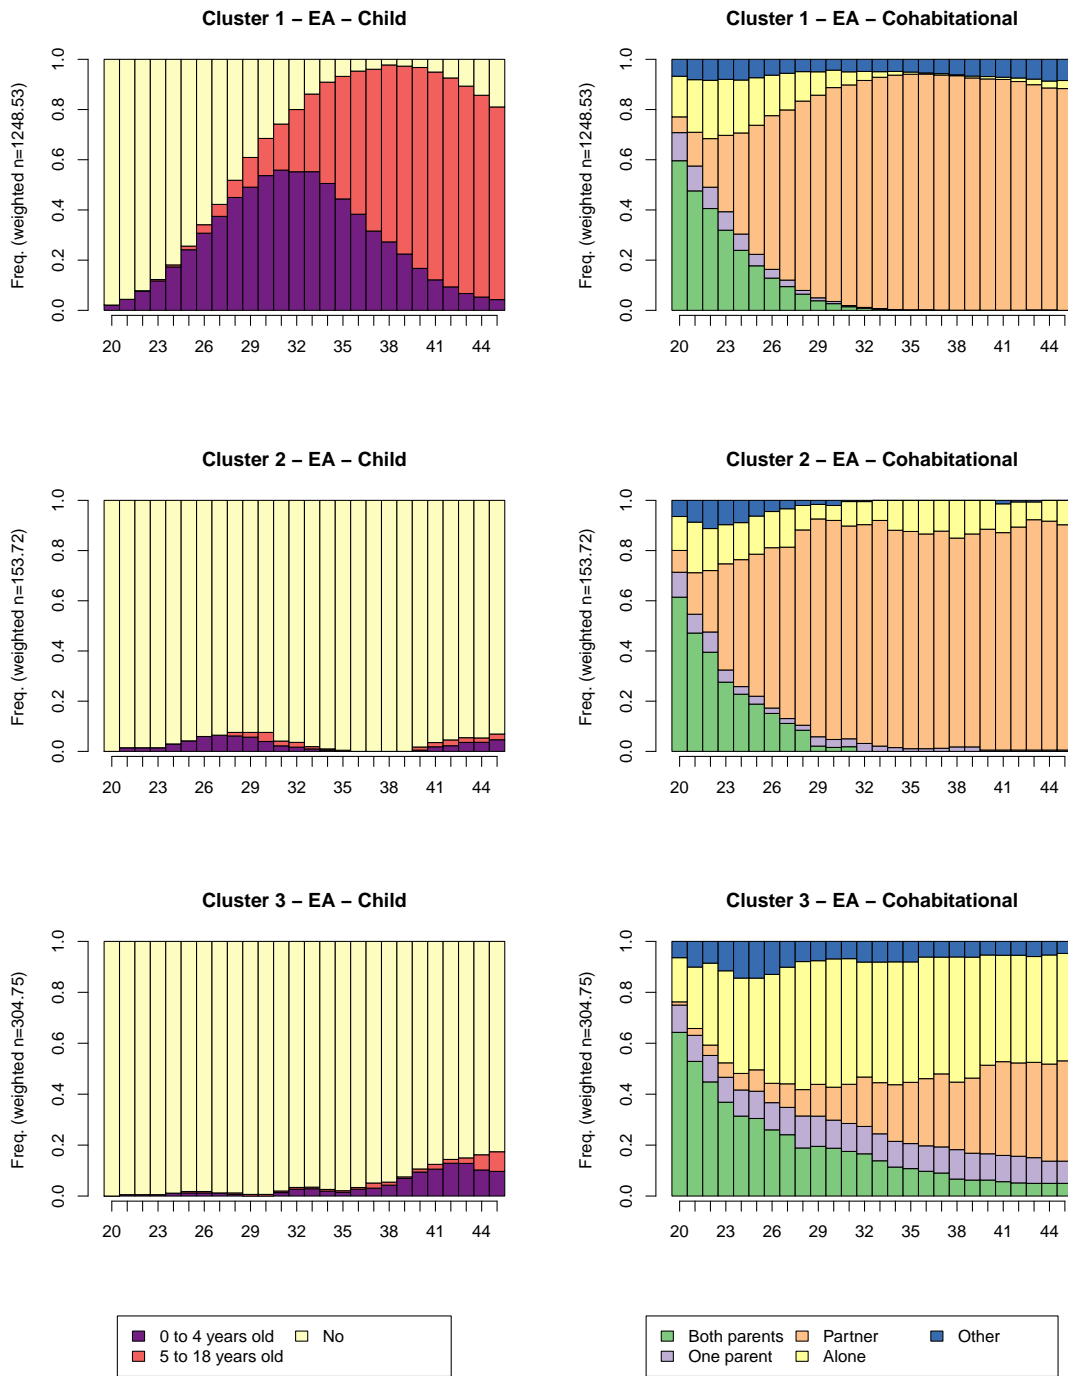 Cluster 1 − EA − Child
Freq. (weighted n=1248.53)
0.0 0.2 0.4 0.6 0.8 1.0
20 23 26 29 32 35 38 41 44
Cluster 1 − EA − Cohabitational
Freq. (weighted n=1248.53)
0.0 0.2 0.4 0.6 0.8 1.0
20 23 26 29 32 35 38 41 44
Cluster 2 − EA − Child
Freq. (weighted n=153.72)
0.0 0.2 0.4 0.6 0.8 1.0
20 23 26 29 32 35 38 41 44
Cluster 2 − EA − Cohabitational
Freq. (weighted n=153.72)
0.0 0.2 0.4 0.6 0.8 1.0
20 23 26 29 32 35 38 41 44
Cluster 3 − EA − Child
Freq. (weighted n=304.75)
0.0 0.2 0.4 0.6 0.8 1.0
20 23 26 29 32 35 38 41 44
Cluster 3 − EA − Cohabitational
Freq. (weighted n=304.75)
0.0 0.2 0.4 0.6 0.8 1.0
20 23 26 29 32 35 38 41 44
0 to 4 years old No
5 to 18 years old
Both parents Partner Other
One parent Alone